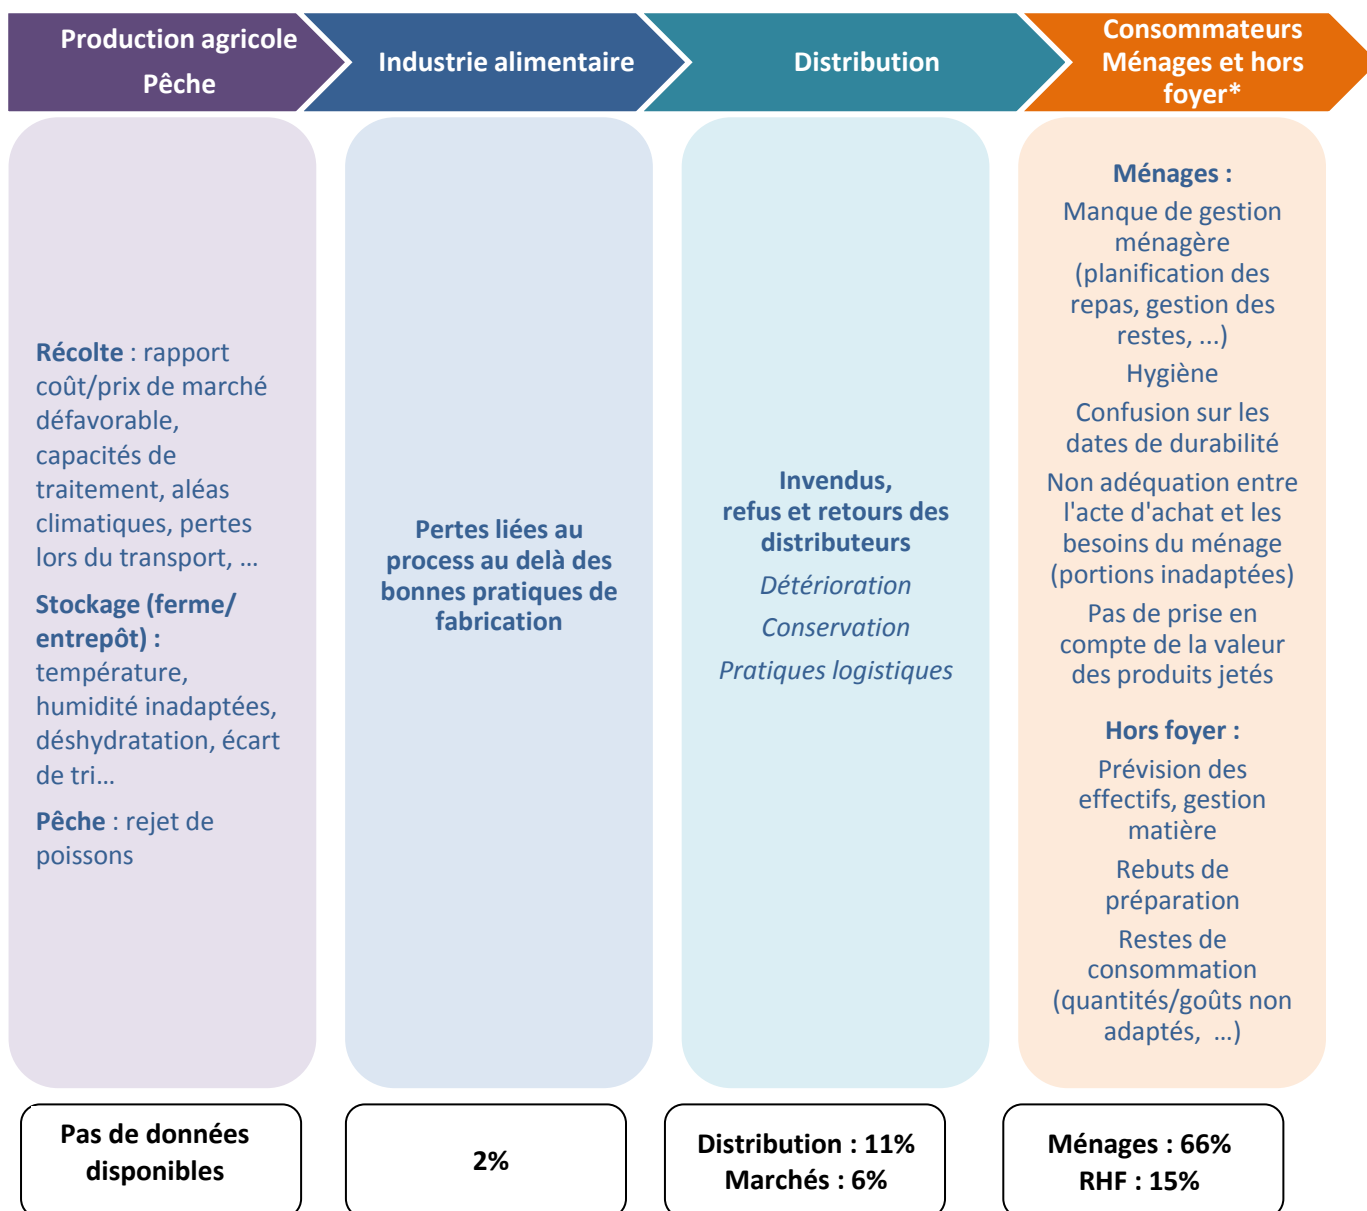 Production agricole
Pêche
Industrie alimentaire
Distribution
Consommateurs
Ménages et hors
foyer*
Récolte : rapport
coût/prix de marché
défavorable,
capacités de
traitement, aléas
climatiques, pertes
lors du transport, …
Stockage (ferme/
entrepôt) :
température,
humidité inadaptées,
déshydratation, écart
de tri…
Pêche : rejet de
poissons
Pertes liées au
process au delà des
bonnes pratiques de
fabrication
Invendus,
refus et retours des
distributeurs
Détérioration
Conservation
Pratiques logistiques
Ménages :
Manque de gestion
ménagère
(planification des
repas, gestion des
restes, ...)
Hygiène
Confusion sur les
dates de durabilité
Non adéquation entre
l'acte d'achat et les
besoins du ménage
(portions inadaptées)
Pas de prise en
compte de la valeur
des produits jetés
Hors foyer :
Prévision des
effectifs, gestion
matière
Rebuts de
préparation
Restes de
consommation
(quantités/goûts non
adaptés, …)
Pas de données
disponibles
2%
Distribution : 11%
Marchés : 6%
Ménages : 66%
RHF : 15%